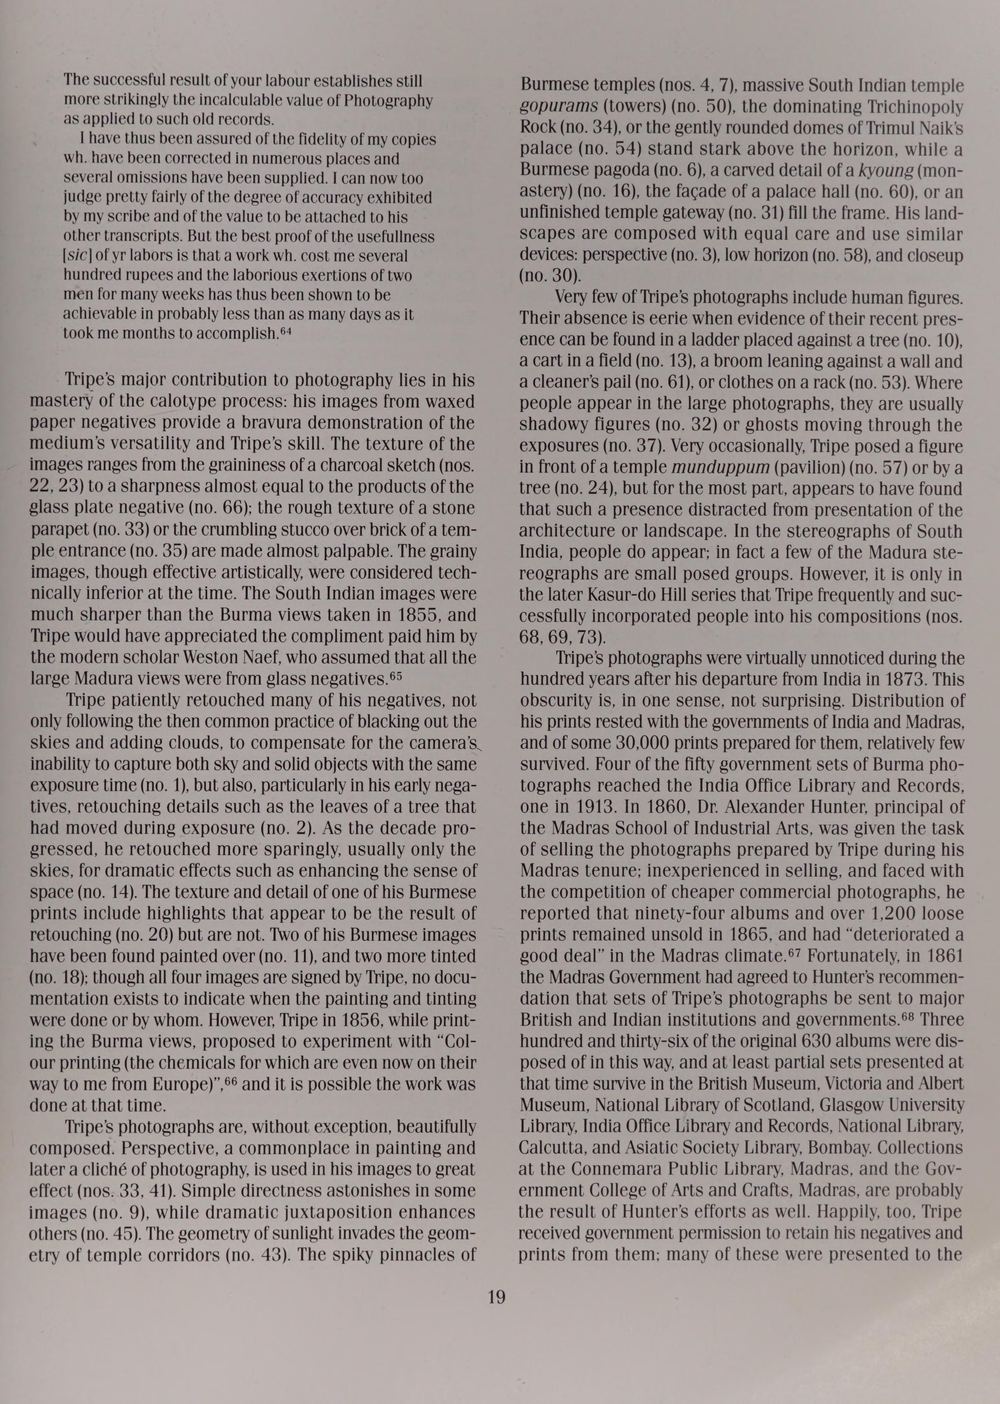 The successful result of your labour establishes still
more strikingly the incalculable value of Photography
as applied to such old records.
I have thus been assured of the fidelity of my copies
wh. have been corrected in numerous places and
several omissions have been supplied. I can now too
judge pretty fairly of the degree of accuracy exhibited
by my scribe and of the value to be attached to his
other transcripts. But the best proof of the usefullness
[sic] of yr labors is that a work wh. cost me several
hundred rupees and the laborious exertions of two
men for many weeks has thus been shown to be
achievable in probably less than as many days as it
took me months to accomplish.⁶⁴
Tripe's major contribution to photography lies in his
mastery of the calotype process: his images from waxed
paper negatives provide a bravura demonstration of the
medium's versatility and Tripe's skill. The texture of the
images ranges from the graininess of a charcoal sketch (nos.
22, 23) to a sharpness almost equal to the products of the
glass plate negative (no. 66); the rough texture of a stone
parapet (no. 33) or the crumbling stucco over brick of a tem-
ple entrance (no. 35) are made almost palpable. The grainy
images, though effective artistically, were considered tech-
nically inferior at the time. The South Indian images were
much sharper than the Burma views taken in 1855, and
Tripe would have appreciated the compliment paid him by
the modern scholar Weston Naef, who assumed that all the
large Madura views were from glass negatives.⁶⁵
Tripe patiently retouched many of his negatives, not
only following the then common practice of blacking out the
skies and adding clouds, to compensate for the camera's
inability to capture both sky and solid objects with the same
exposure time (no. 1), but also, particularly in his early nega-
tives, retouching details such as the leaves of a tree that
had moved during exposure (no. 2). As the decade pro-
gressed, he retouched more sparingly, usually only the
skies, for dramatic effects such as enhancing the sense of
space (no. 14). The texture and detail of one of his Burmese
prints include highlights that appear to be the result of
retouching (no. 20) but are not. Two of his Burmese images
have been found painted over (no. 11), and two more tinted
(no. 18); though all four images are signed by Tripe, no docu-
mentation exists to indicate when the painting and tinting
were done or by whom. However, Tripe in 1856, while print-
ing the Burma views, proposed to experiment with "Col-
our printing (the chemicals for which are even now on their
way to me from Europe)",⁶⁶ and it is possible the work was
done at that time.
Tripe's photographs are, without exception, beautifully
composed. Perspective, a commonplace in painting and
later a cliché of photography, is used in his images to great
effect (nos. 33, 41). Simple directness astonishes in some
images (no. 9), while dramatic juxtaposition enhances
others (no. 45). The geometry of sunlight invades the geom-
etry of temple corridors (no. 43). The spiky pinnacles of
Burmese temples (nos. 4, 7), massive South Indian temple
gopurams (towers) (no. 50), the dominating Trichinopoly
Rock (no. 34), or the gently rounded domes of Trimul Naik's
palace (no. 54) stand stark above the horizon, while a
Burmese pagoda (no. 6), a carved detail of a kyoung (mon-
astery) (no. 16), the façade of a palace hall (no. 60), or an
unfinished temple gateway (no. 31) fill the frame. His land-
scapes are composed with equal care and use similar
devices: perspective (no. 3), low horizon (no. 58), and closeup
(no. 30).
Very few of Tripe's photographs include human figures.
Their absence is eerie when evidence of their recent pres-
ence can be found in a ladder placed against a tree (no. 10),
a cart in a field (no. 13), a broom leaning against a wall and
a cleaner's pail (no. 61), or clothes on a rack (no. 53). Where
people appear in the large photographs, they are usually
shadowy figures (no. 32) or ghosts moving through the
exposures (no. 37). Very occasionally, Tripe posed a figure
in front of a temple munduppum (pavilion) (no. 57) or by a
tree (no. 24), but for the most part, appears to have found
that such a presence distracted from presentation of the
architecture or landscape. In the stereographs of South
India, people do appear; in fact a few of the Madura ste-
reographs are small posed groups. However, it is only in
the later Kasur-do Hill series that Tripe frequently and suc-
cessfully incorporated people into his compositions (nos.
68, 69, 73).
Tripe's photographs were virtually unnoticed during the
hundred years after his departure from India in 1873. This
obscurity is, in one sense, not surprising. Distribution of
his prints rested with the governments of India and Madras,
and of some 30,000 prints prepared for them, relatively few
survived. Four of the fifty government sets of Burma pho-
tographs reached the India Office Library and Records,
one in 1913. In 1860, Dr. Alexander Hunter, principal of
the Madras School of Industrial Arts, was given the task
of selling the photographs prepared by Tripe during his
Madras tenure; inexperienced in selling, and faced with
the competition of cheaper commercial photographs, he
reported that ninety-four albums and over 1,200 loose
prints remained unsold in 1865, and had "deteriorated a
good deal" in the Madras climate.⁶⁷ Fortunately, in 1861
the Madras Government had agreed to Hunter's recommen-
dation that sets of Tripe's photographs be sent to major
British and Indian institutions and governments.⁶⁸ Three
hundred and thirty-six of the original 630 albums were dis-
posed of in this way, and at least partial sets presented at
that time survive in the British Museum, Victoria and Albert
Museum, National Library of Scotland, Glasgow University
Library, India Office Library and Records, National Library,
Calcutta, and Asiatic Society Library, Bombay. Collections
at the Connemara Public Library, Madras, and the Gov-
ernment College of Arts and Crafts, Madras, are probably
the result of Hunter's efforts as well. Happily, too, Tripe
received government permission to retain his negatives and
prints from them; many of these were presented to the
19